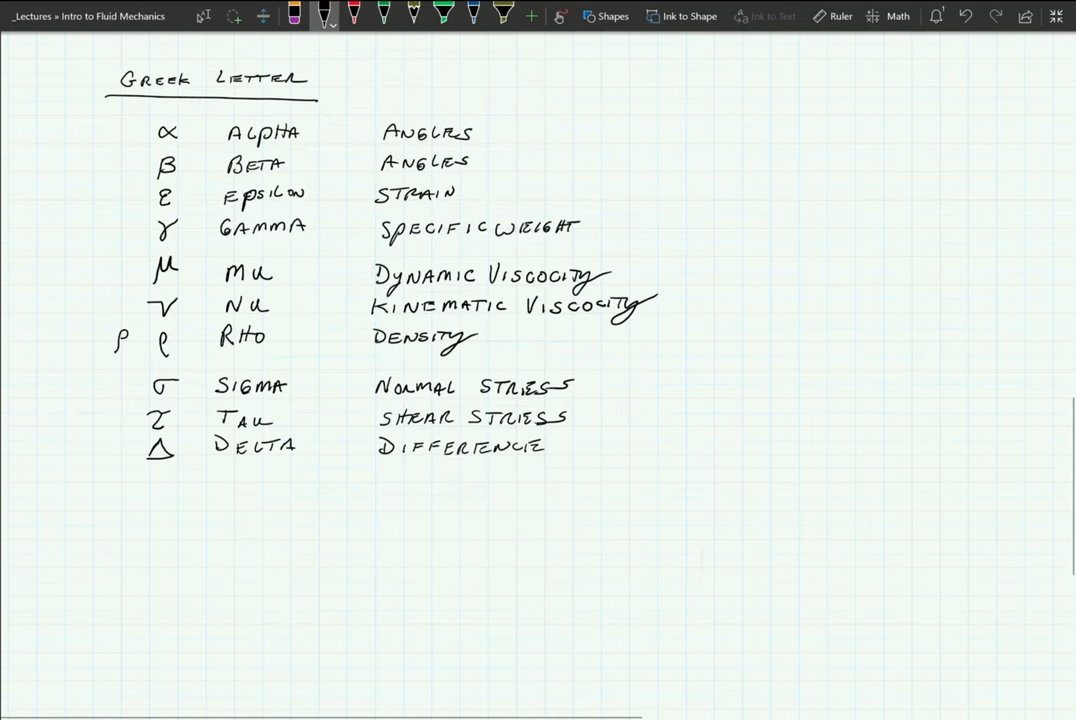 _Lectures » Intro to Fluid Mechanics Shapes Ink to Shape Ink to Text Ruler Math
GREEK LETTER
α ALPHA ANGLES
β BETA ANGLES
ε EPSILON STRAIN
γ GAMMA SPECIFIC WEIGHT
μ MU DYNAMIC VISCOCITY
ν NU KINEMATIC VISCOCITY
ρ ρ RHO DENSITY
σ SIGMA NORMAL STRESS
τ TAU SHEAR STRESS
Δ DELTA DIFFERENCE